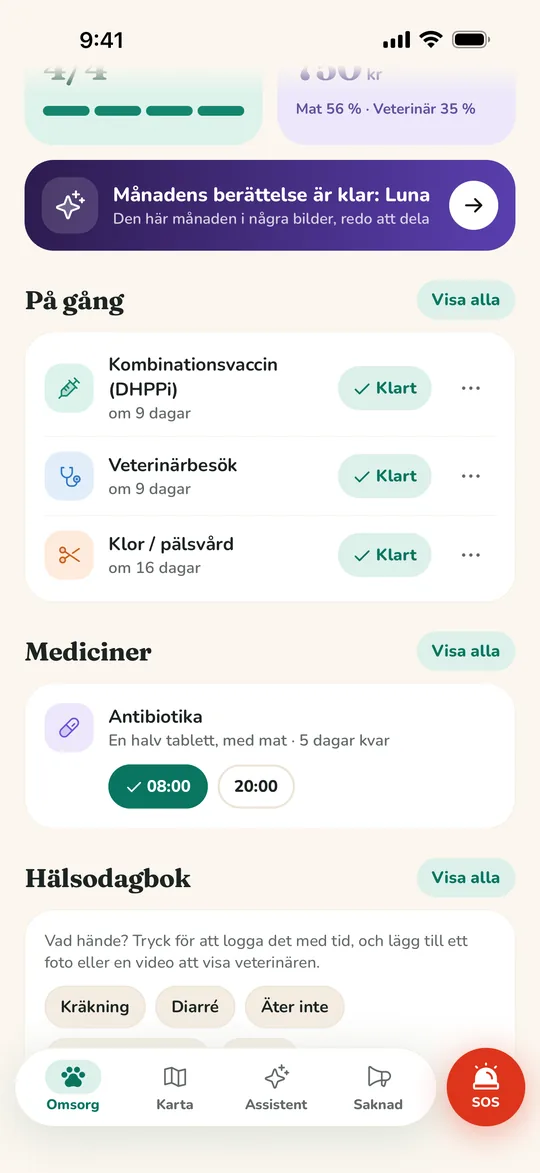 9:41
4/4
750 kr
Mat 56 % · Veterinär 35 %
Månadens berättelse är klar: Luna
Den här månaden i några bilder, redo att dela
På gång
Visa alla
Kombinationsvaccin
(DHPPi)
om 9 dagar
Klart
Veterinärbesök
om 9 dagar
Klart
Klor / pälsvård
om 16 dagar
Klart
Mediciner
Visa alla
Antibiotika
En halv tablett, med mat · 5 dagar kvar
08:00
20:00
Hälsodagbok
Visa alla
Vad hände? Tryck för att logga det med tid, och lägg till ett
foto eller en video att visa veterinären.
Kräkning
Diarré
Äter inte
Omsorg
Karta
Assistent
Saknad
SOS